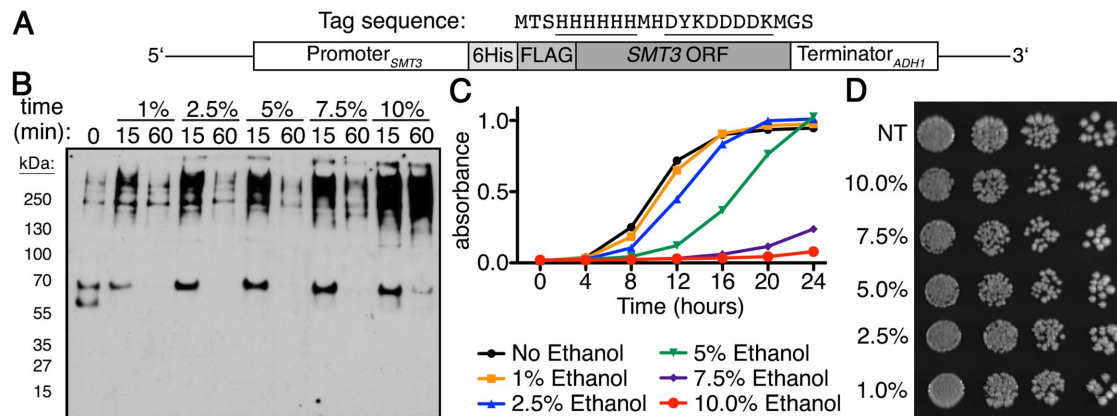 A
Tag sequence: MTSHHHHHHMHDYKDDDDKMGS
5' Promoter SMT3 6His FLAG SMT3 ORF Terminator ADH1 3'
B
time 1% 2.5% 5% 7.5% 10%
(min): 0 15 60 15 60 15 60 15 60 15 60
kDa:
250
130
100
70
55
35
27
15
C
absorbance
1.0
0.5
0.0
0 4 8 12 16 20 24
Time (hours)
No Ethanol 5% Ethanol
1% Ethanol 7.5% Ethanol
2.5% Ethanol 10.0% Ethanol
D
NT
10.0%
7.5%
5.0%
2.5%
1.0%